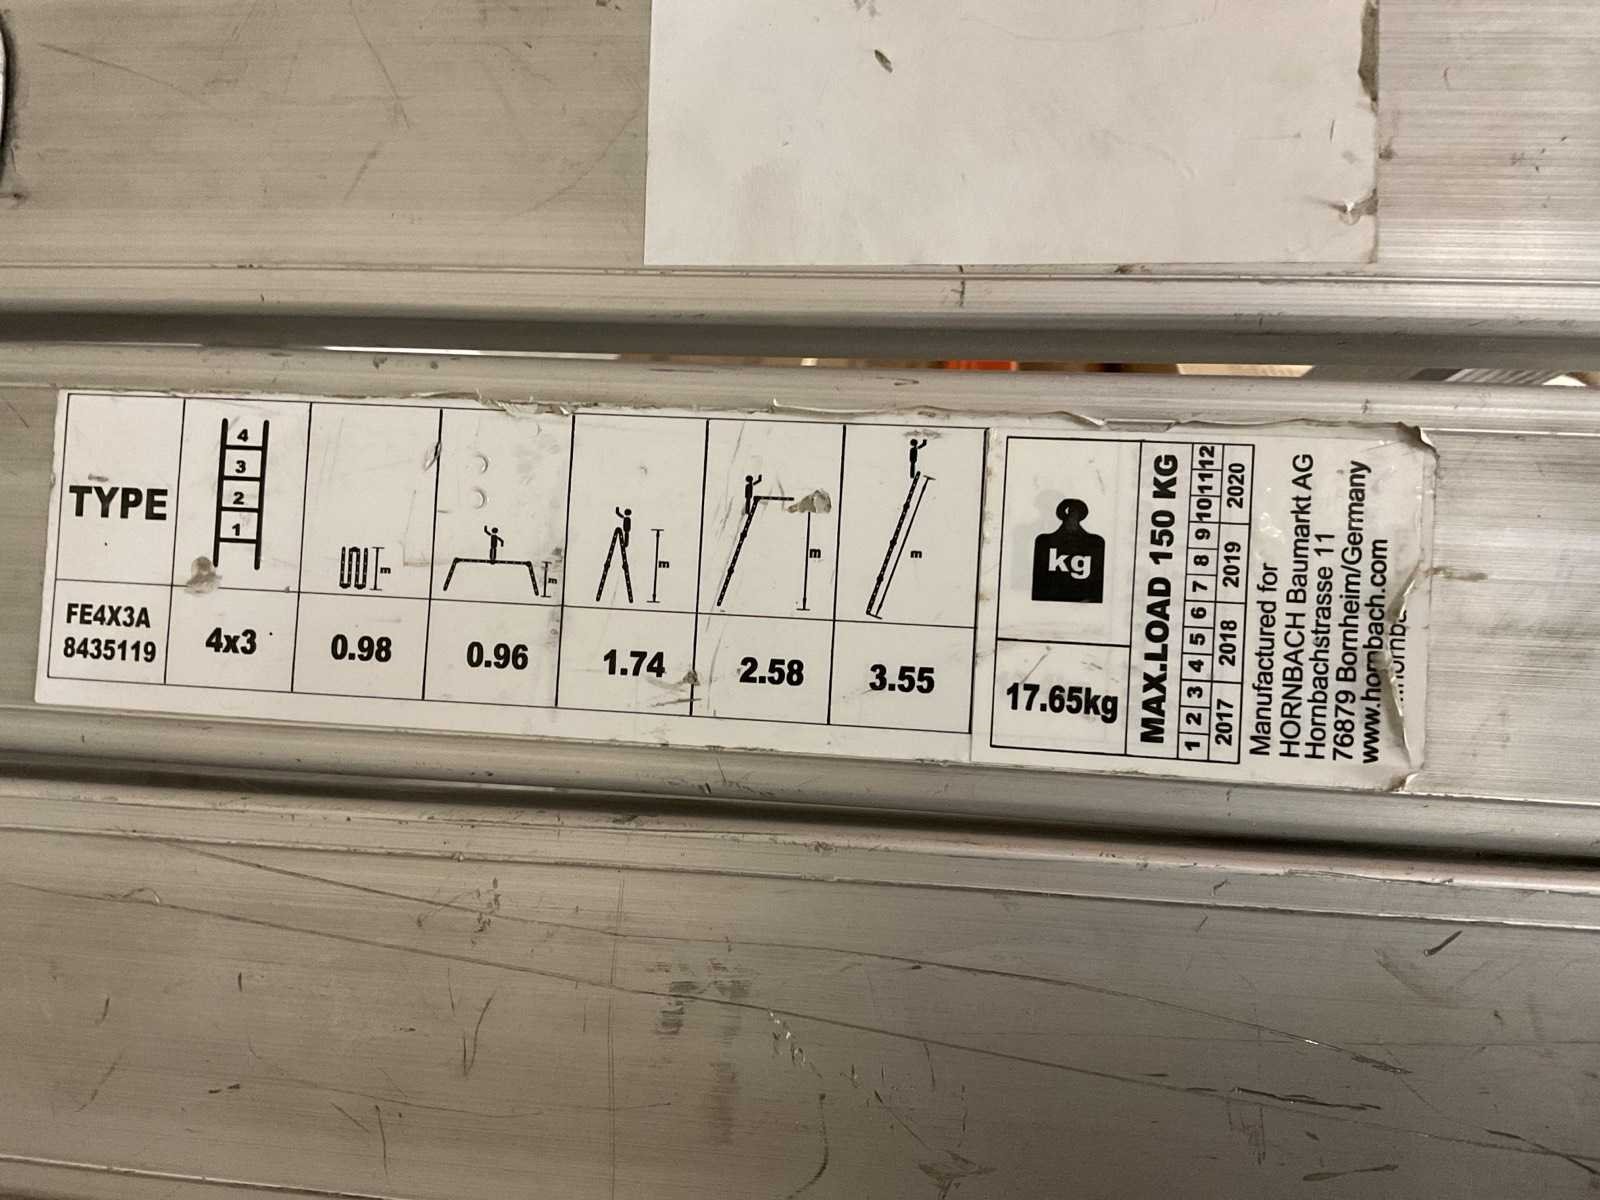 TYPE
4
3
2
1
m
m
m
m
m
FE4X3A
8435119
4x3
0.98
0.96
1.74
2.58
3.55
kg
17.65kg
MAX.LOAD 150 KG
1 2 3 4 5 6 7 8 9 10 11 12
2017 2018 2019 2020
Manufactured for
HORNBACH Baumarkt AG
Hornbachstrasse 11
76879 Bornheim/Germany
www.hornbach.com